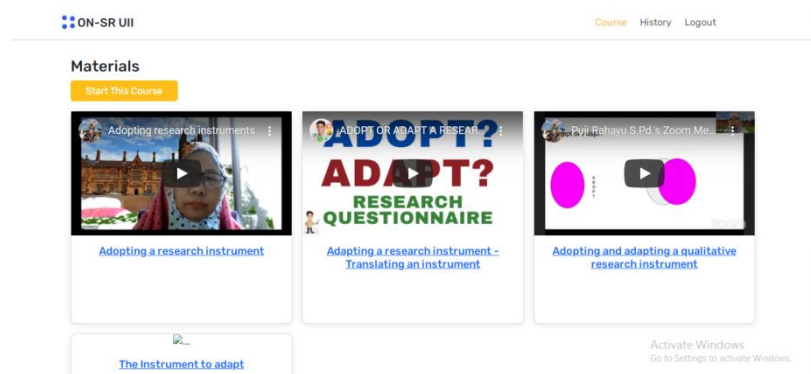 ON-SR UII
Course History Logout
Materials
Start This Course
Adopting research instruments
ADOPT OR ADAPT A RESEAR...
ADOPT?
ADAPT?
RESEARCH
QUESTIONNAIRE
Puji Rahayu S.Pd.'s Zoom Me...
ADOPT
Adopting a research instrument
Adapting a research instrument -
Translating an instrument
Adopting and adapting a qualitative
research instrument
...
The Instrument to adapt
Activate Windows
Go to Settings to activate Windows.